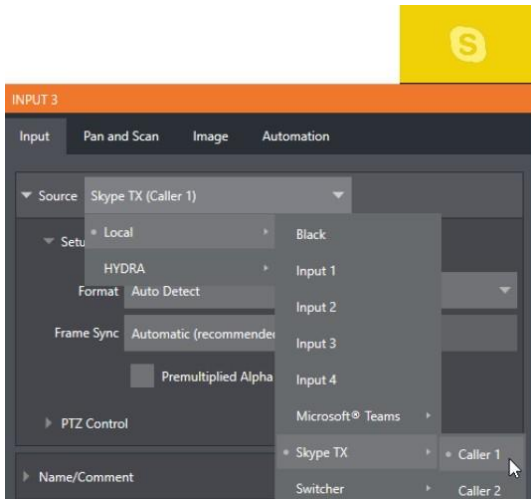 S
INPUT 3
Input Pan and Scan Image Automation
Source Skype TX (Caller 1)
Local
HYDRA
Format Auto Detect
Frame Sync Automatic (recommended
Premultiplied Alpha
PTZ Control
Name/Comment
Black
Input 1
Input 2
Input 3
Input 4
Microsoft® Teams
Skype TX
Switcher
Caller 1
Caller 2